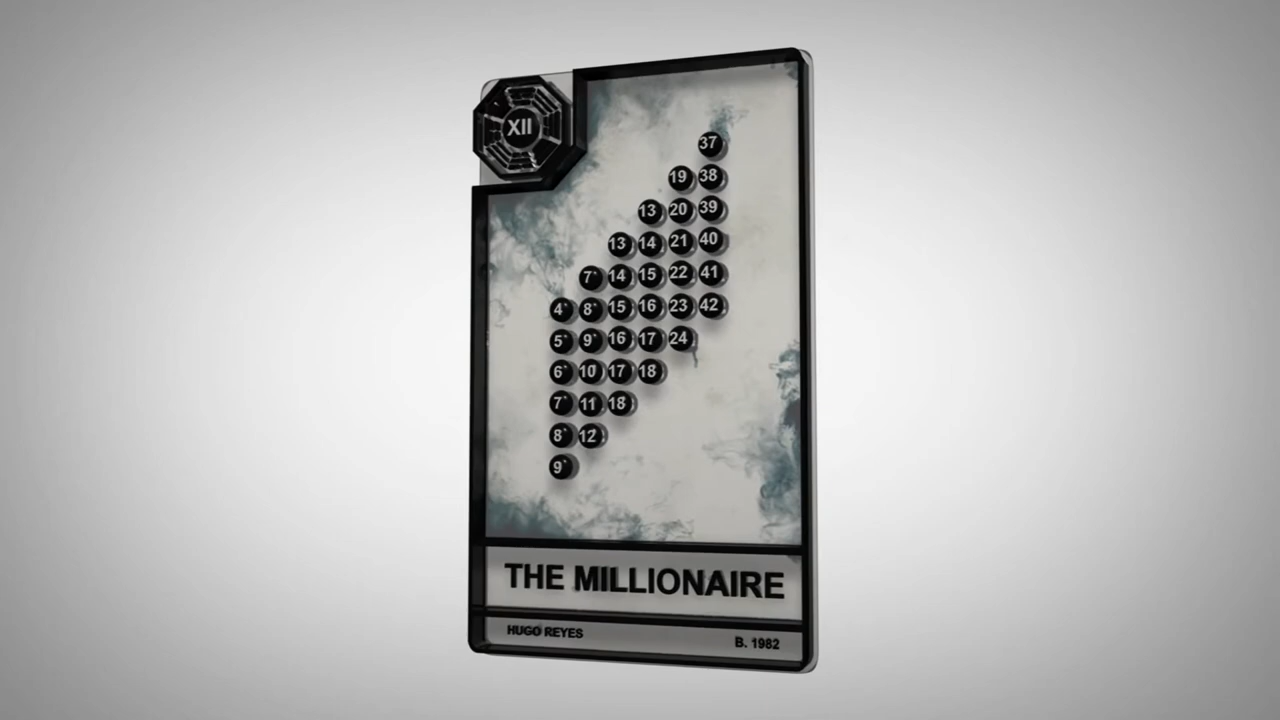 XII
37
19 38
13 20 39
13 14 21 40
7• 14 15 22 41
4• 8• 15 16 23 42
5• 9• 16 17 24
6• 10 17 18
7• 11 18
8• 12
9•
THE MILLIONAIRE
HUGO REYES B. 1982